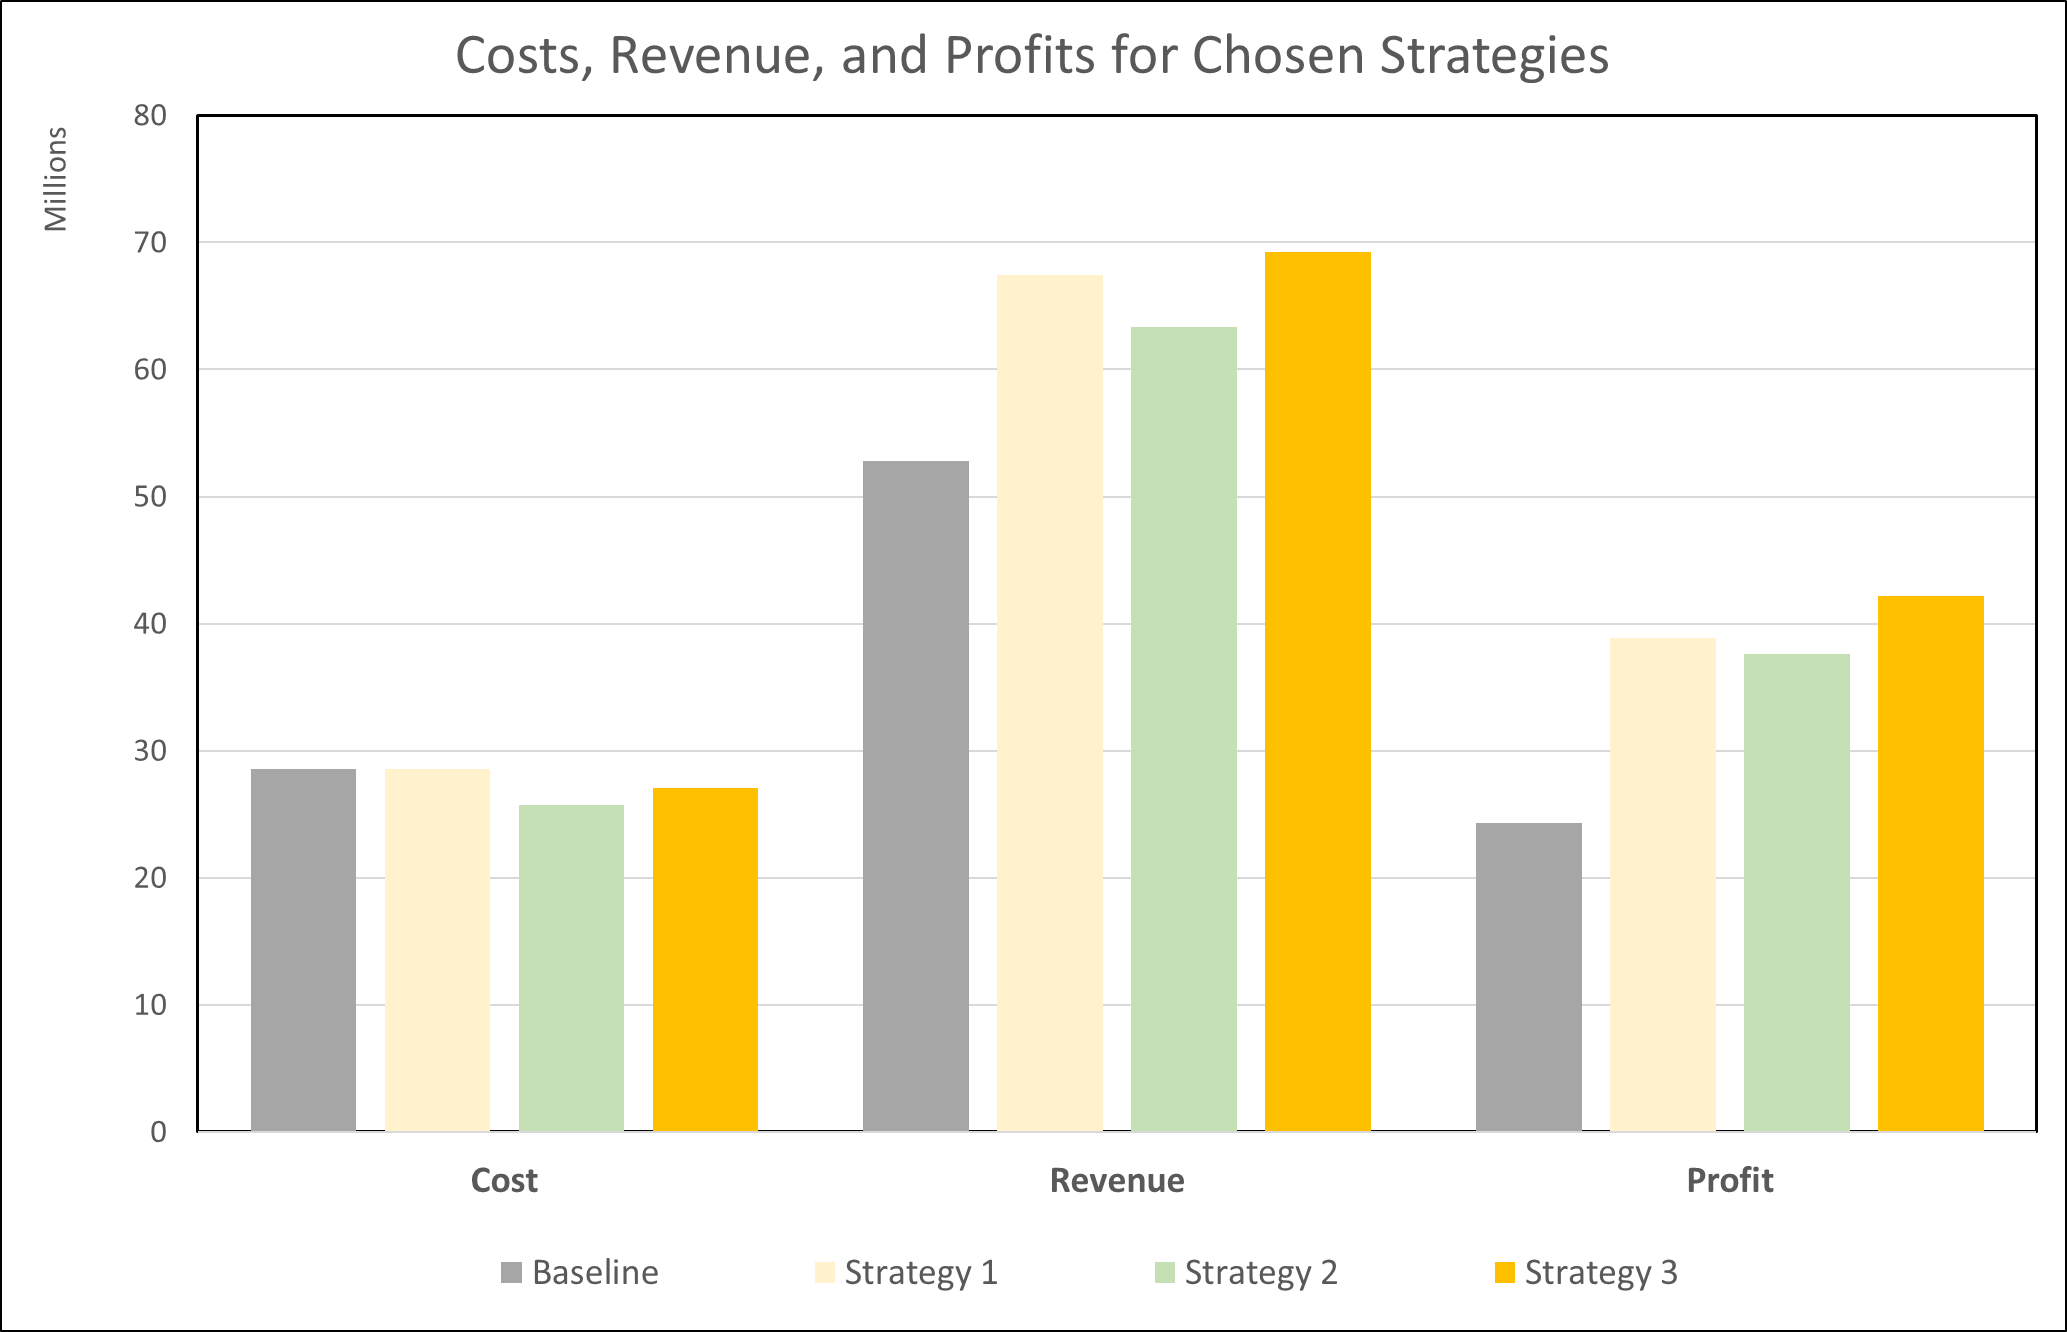 Costs, Revenue, and Profits for Chosen Strategies
Millions
80
70
60
50
40
30
20
10
0
Cost Revenue Profit
Baseline Strategy 1 Strategy 2 Strategy 3